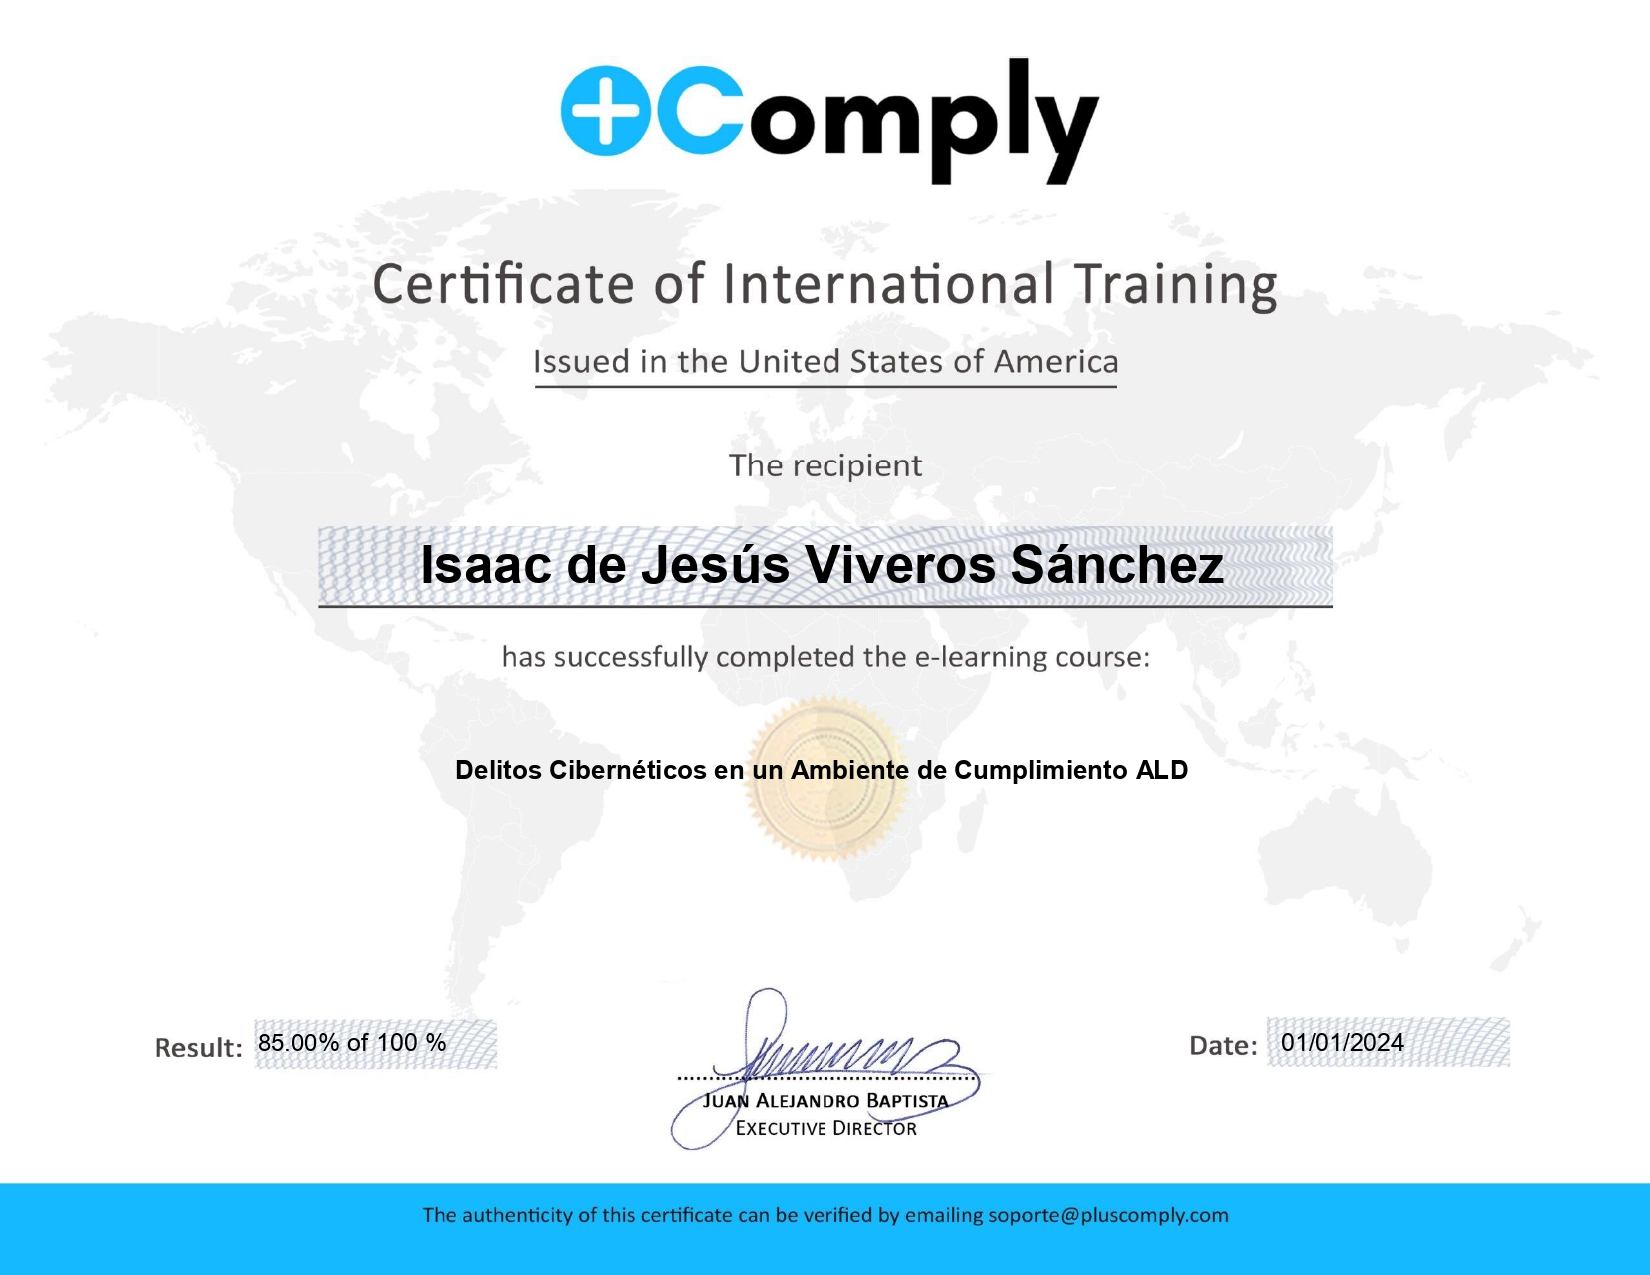 +Comply
Certificate of International Training
Issued in the United States of America
The recipient
Isaac de Jesús Viveros Sánchez
has successfully completed the e-learning course:
Delitos Cibernéticos en un Ambiente de Cumplimiento ALD
Result: 85.00% of 100 %
Date: 01/01/2024
JUAN ALEJANDRO BAPTISTA
EXECUTIVE DIRECTOR
The authenticity of this certificate can be verified by emailing soporte@pluscomply.com